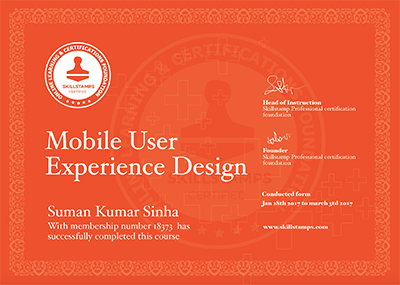 ONLINE LEARNING & CERTIFICATIONS FOUNDATION
SKILLSTAMPS
CERTIFIED
Mobile User
Experience Design
Suman Kumar Sinha
With membership number 18373 has
successfully completed this course
Head of Instruction
Skillstamp Professional certification
foundation
Founder
Skillstamp Professional certification
foundation
Conducted form
Jan 28th 2017 to march 31d 2017
www.skillstamps.com